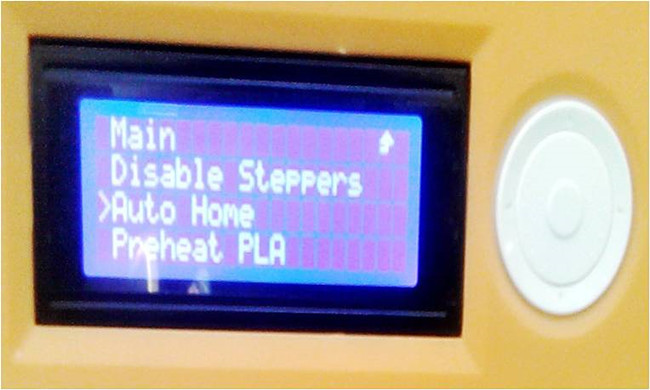 Main
Disable Steppers
>Auto Home
Preheat PLA